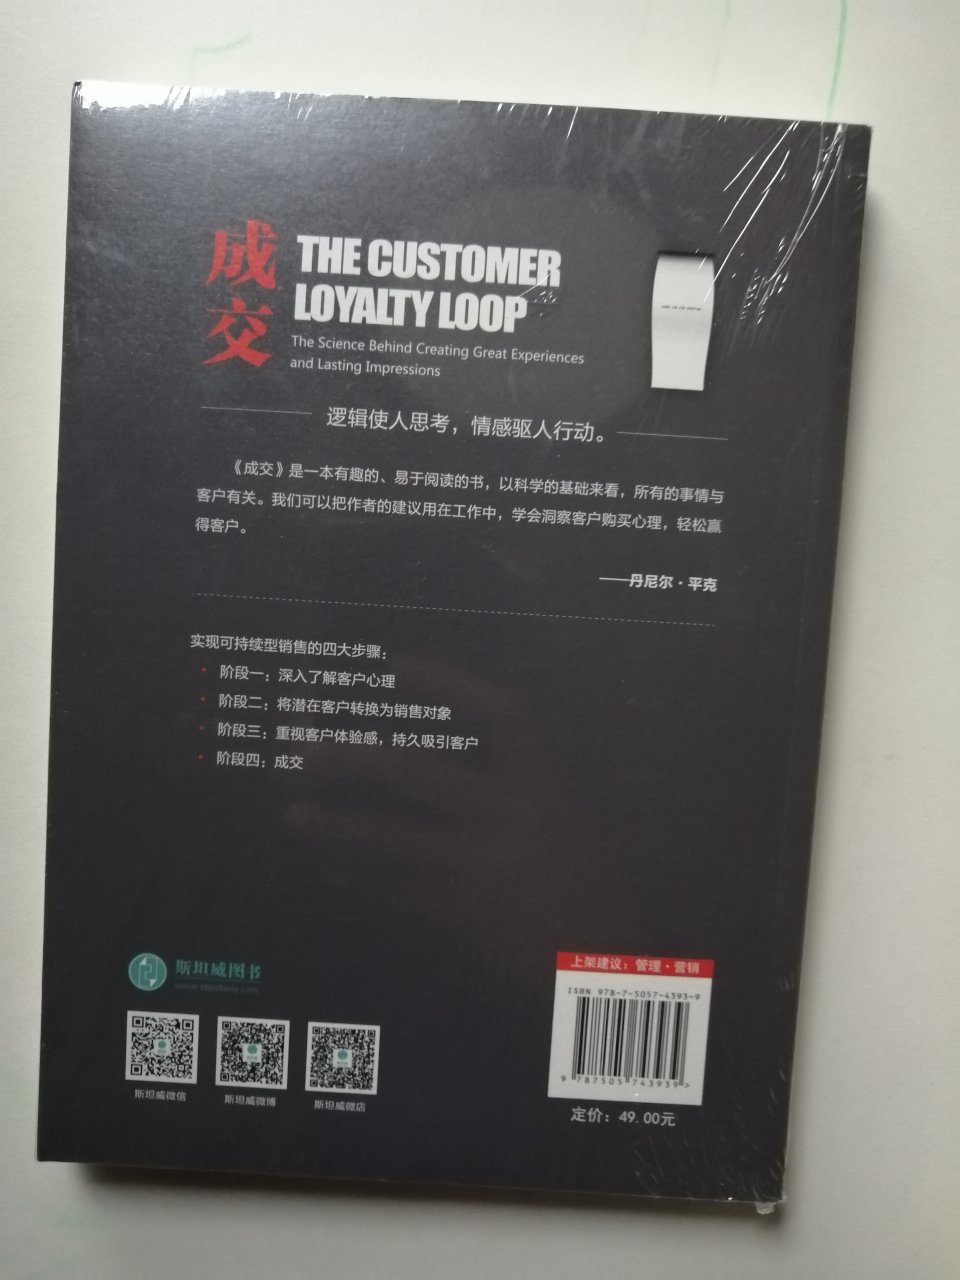 成交
THE CUSTOMER
LOYALTY LOOP
The Science Behind Creating Great Experiences
and Lasting Impressions
逻辑使人思考，情感驱人行动。
《成交》是一本有趣的、易于阅读的书，以科学的基础来看，所有的事情与
客户有关。我们可以把作者的建议用在工作中，学会洞察客户购买心理，轻松赢
得客户。
——丹尼尔·平克
实现可持续型销售的四大步骤：
• 阶段一：深入了解客户心理
• 阶段二：将潜在客户转换为销售对象
• 阶段三：重视客户体验感，持久吸引客户
• 阶段四：成交
斯坦威图书
www.standway.com
斯坦威微信
斯坦威微博
斯坦威微店
上架建议：管理·营销
ISBN 978-7-5057-4393-9
9 787505 743939 >
定价：49.00元